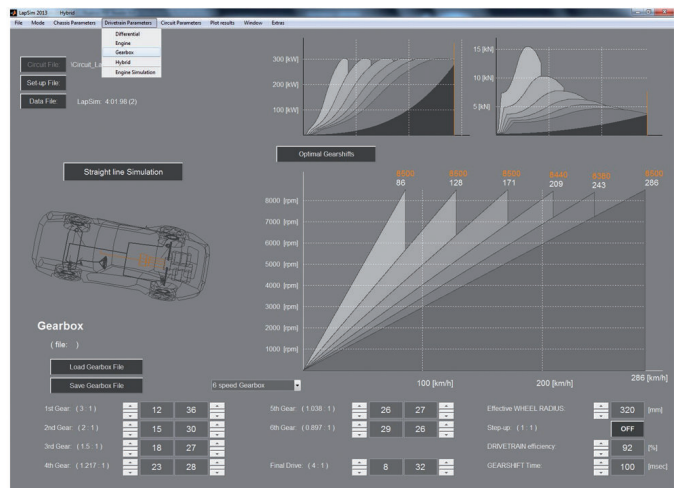 LapSim 2013 Hybrid
File Mode Chassis Parameters Drivetrain Parameters Circuit Parameters Plot results Window Extras
Differential
Engine
Gearbox
Hybrid
Engine Simulation
Circuit File: \Circuit_La
Set-up File:
Data File: LapSim: 4:01.98 (2)
300 [kW]
200 [kW]
100 [kW]
15 [kN]
10 [kN]
5 [kN]
Optimal Gearshifts
Straight line Simulation
8500 8500 8500 8440 8380 8500
86 128 171 209 243 286
8000 [rpm]
7000 [rpm]
6000 [rpm]
5000 [rpm]
4000 [rpm]
3000 [rpm]
2000 [rpm]
1000 [rpm]
100 [km/h] 200 [km/h] 286 [km/h]
Gearbox
( file: )
Load Gearbox File
Save Gearbox File
6 speed Gearbox
1st Gear: ( 3 : 1 ) 12 36
2nd Gear: ( 2 : 1 ) 15 30
3rd Gear: ( 1.5 : 1 ) 18 27
4th Gear: ( 1.217 : 1 ) 23 28
5th Gear: ( 1.038 : 1 ) 26 27
6th Gear: ( 0.897 : 1 ) 29 26
Final Drive: ( 4 : 1 ) 8 32
Effective WHEEL RADIUS: 320 [mm]
Step-up: ( 1 : 1 ) OFF
DRIVETRAIN efficiency: 92 [%]
GEARSHIFT Time: 100 [msec]